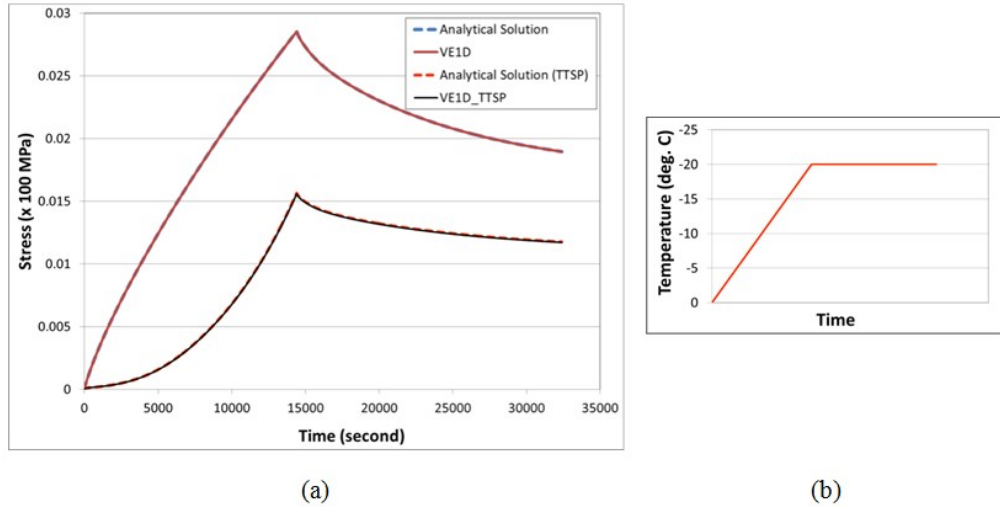 0.03
0.025
0.02
0.015
0.01
0.005
0
Stress (x 100 MPa)
Analytical Solution
VE1D
Analytical Solution (TTSP)
VE1D_TTSP
0 5000 10000 15000 20000 25000 30000 35000
Time (second)
(a)
-25
-20
-15
-10
-5
0
Temperature (deg. C)
Time
(b)